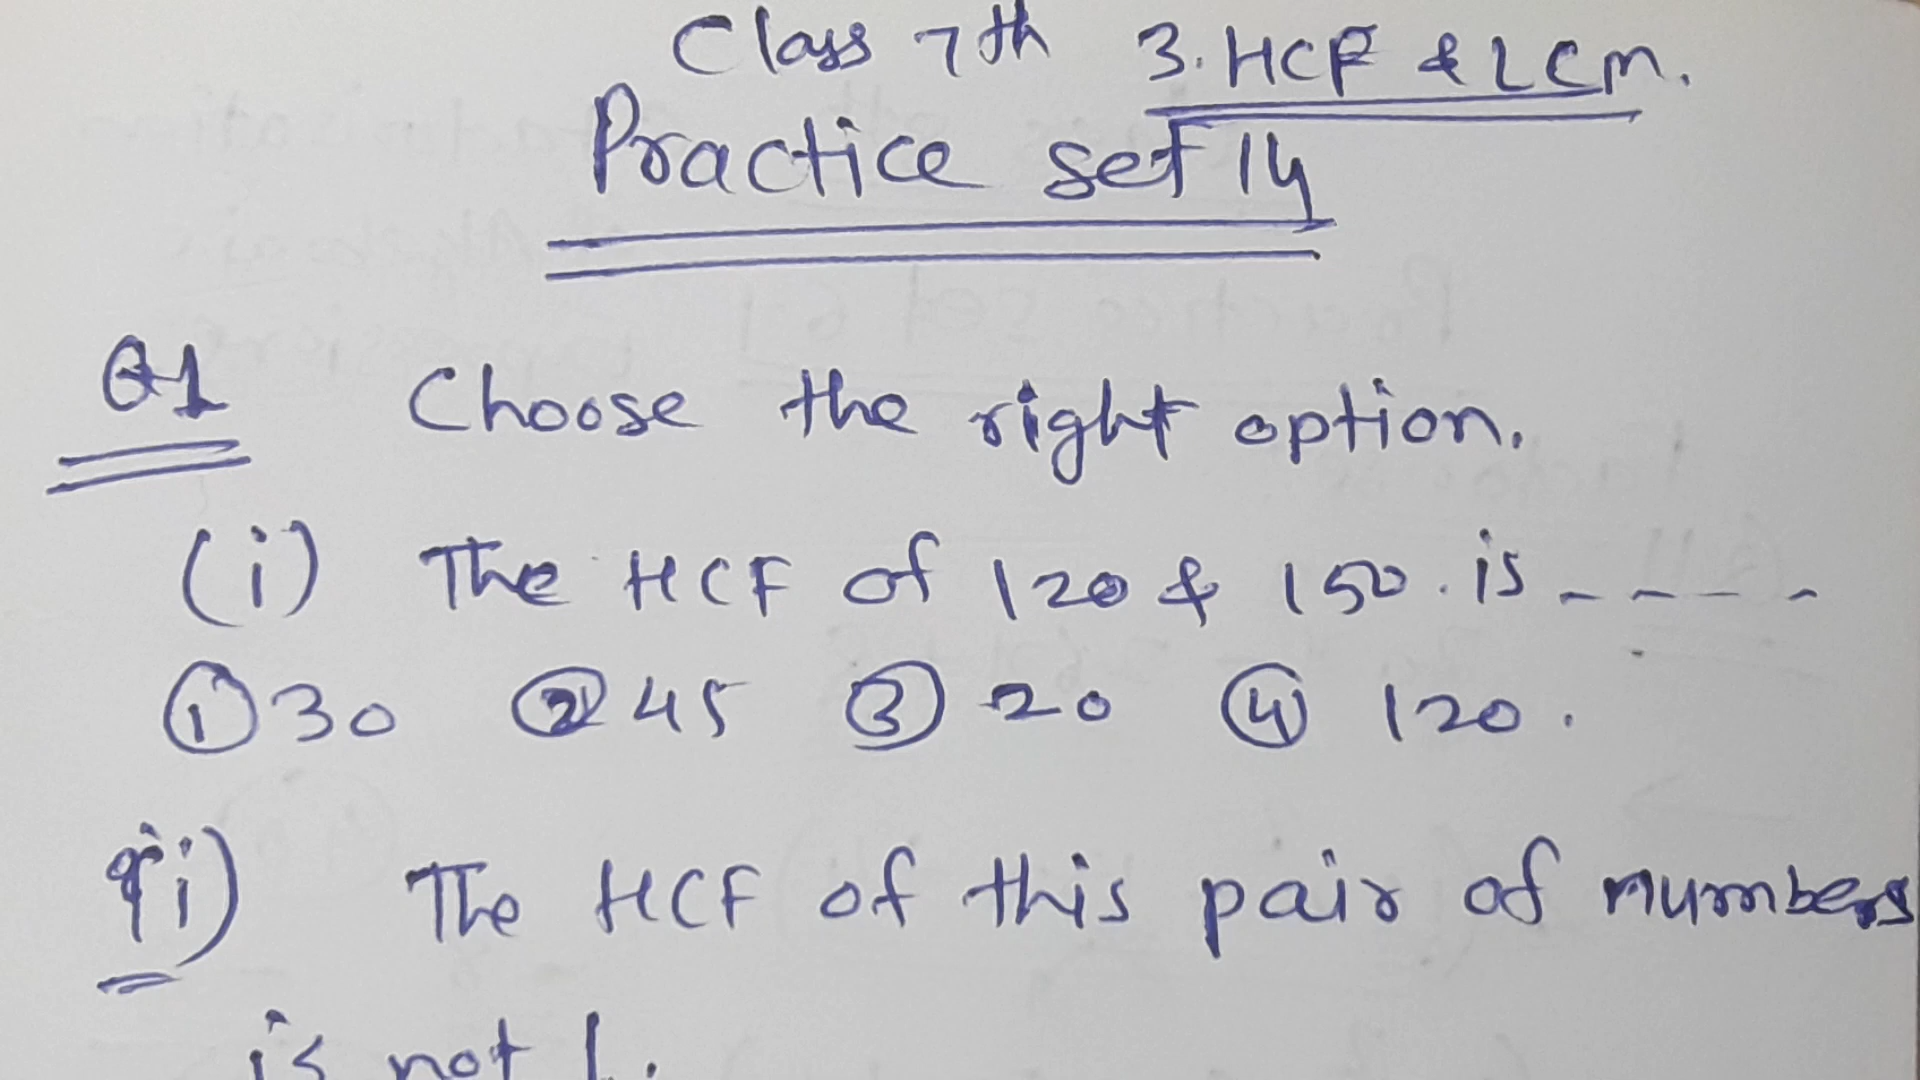 Class 7th 3. HCF & LCM.
Practice set 14
Q1 Choose the right option.
(i) The HCF of 120 & 150. is ----
① 30 ② 45 ③ 20 ④ 120.
ii) The HCF of this pair of numbers
is not 1.